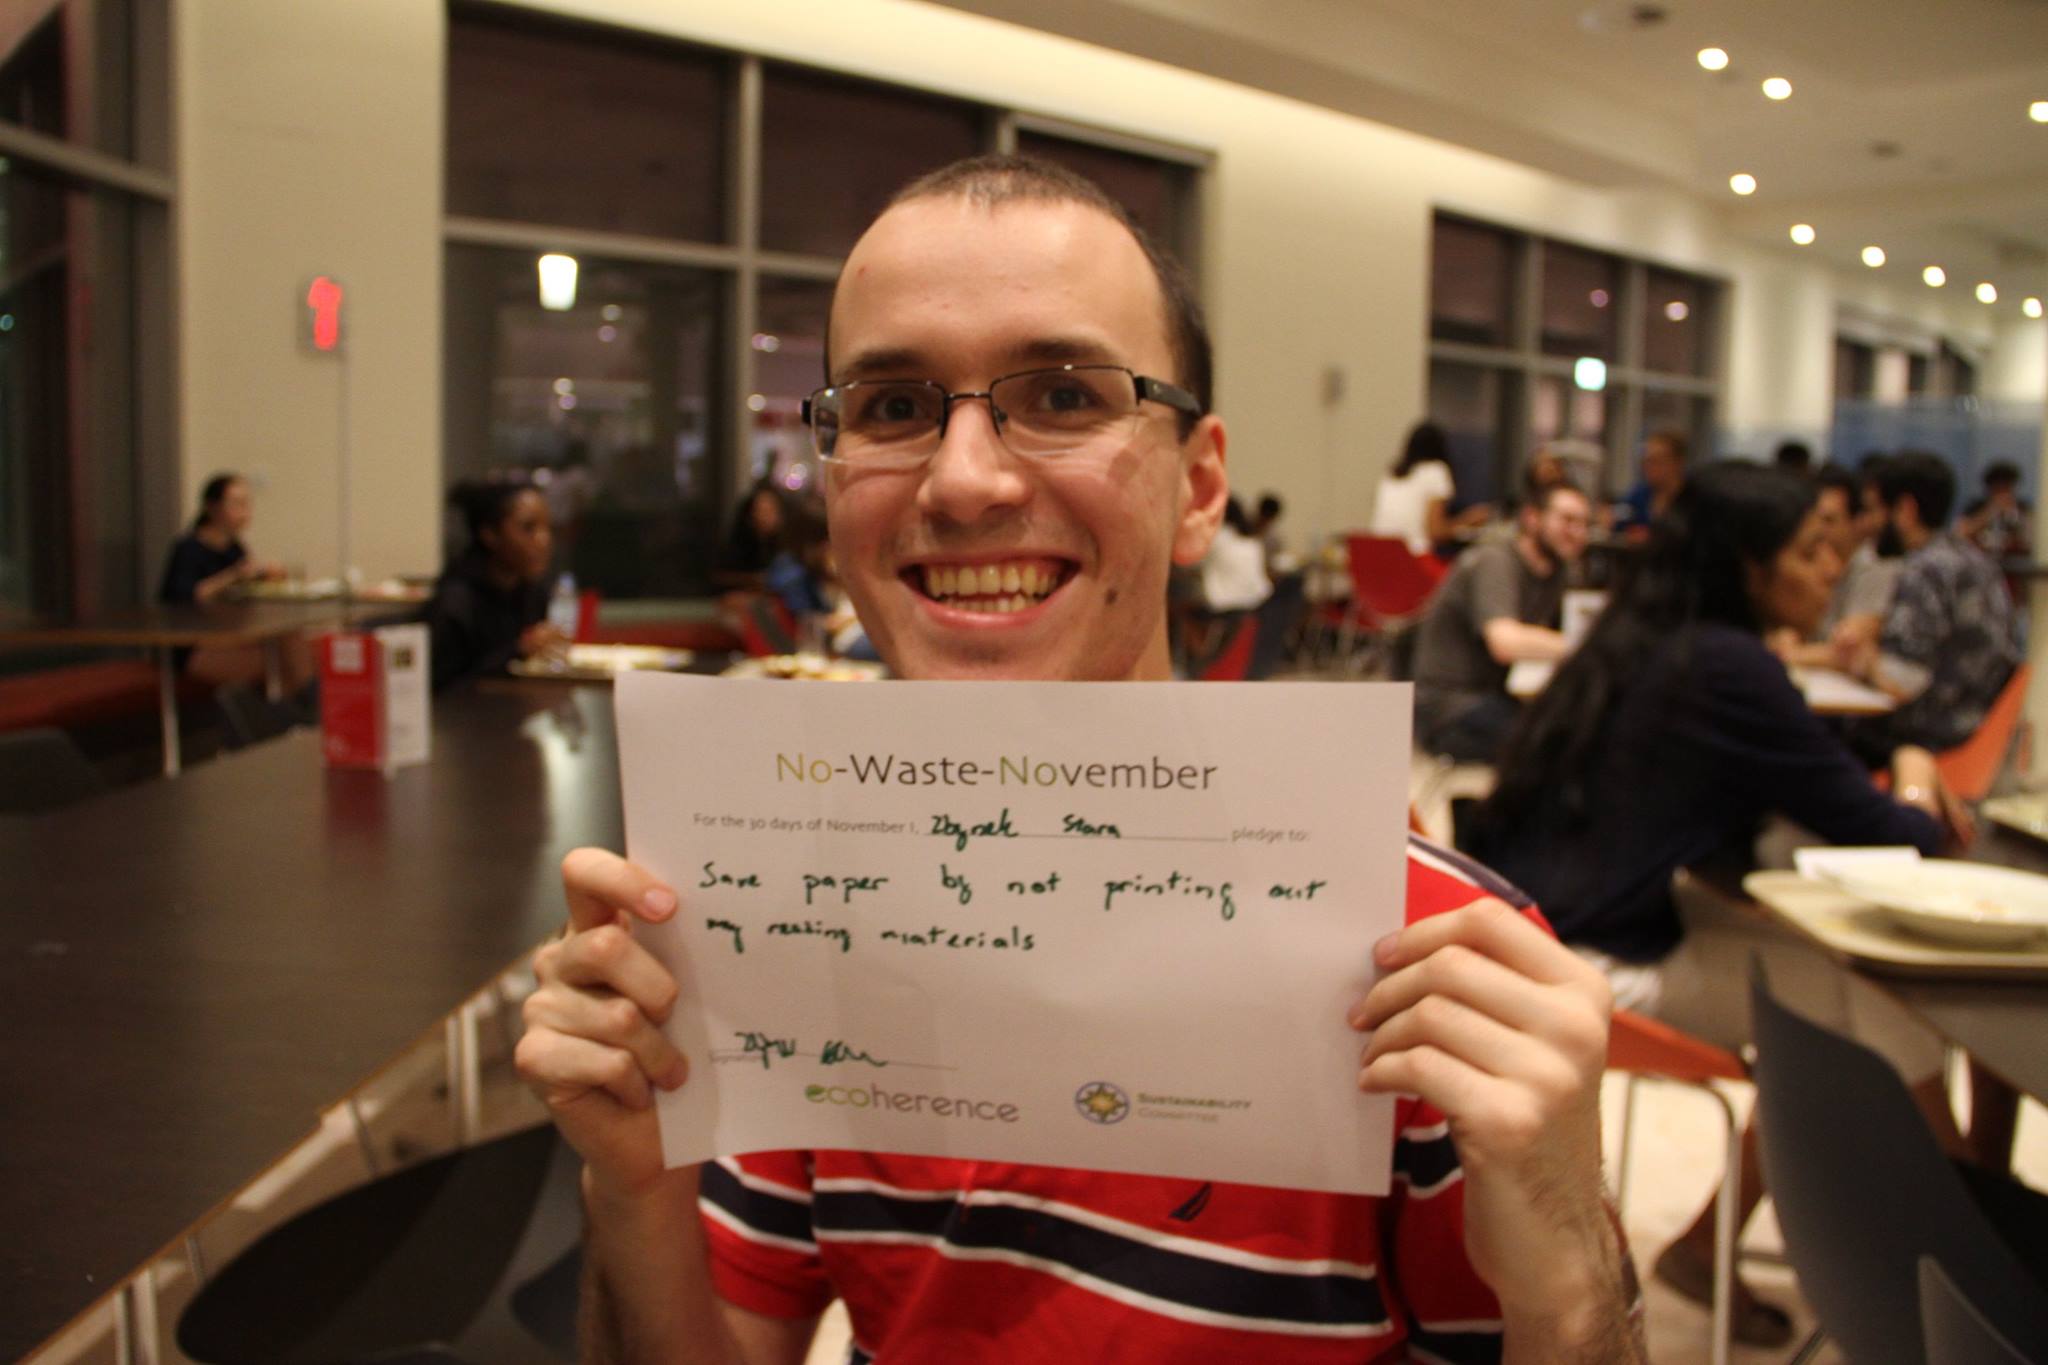 1
No-Waste-November
For the 30 days of November I, Zbynek Stara pledge to:
Save paper by not printing out
my reading materials
Signature
ecoherence
Sustainability
Committee